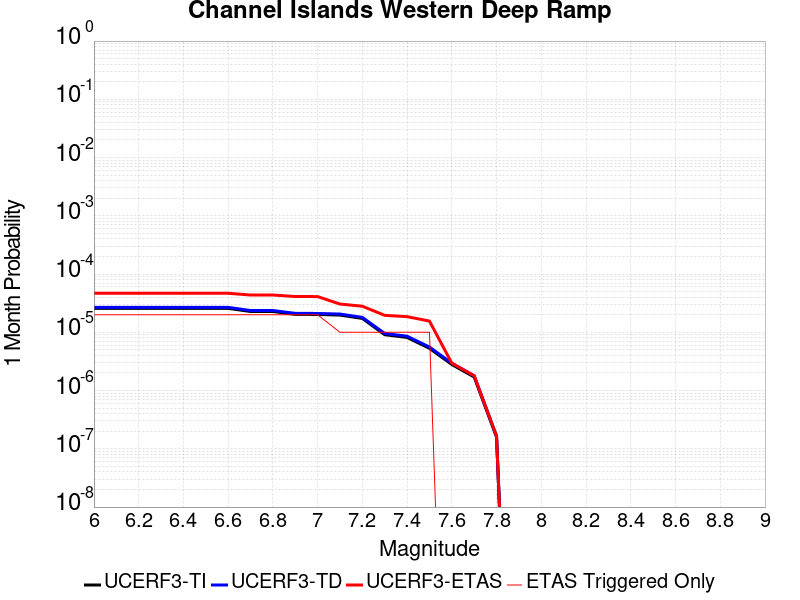 Channel Islands Western Deep Ramp
10^0
10^-1
10^-2
10^-3
10^-4
10^-5
10^-6
10^-7
10^-8
1 Month Probability
6 6.2 6.4 6.6 6.8 7 7.2 7.4 7.6 7.8 8 8.2 8.4 8.6 8.8 9
Magnitude
UCERF3-TI UCERF3-TD UCERF3-ETAS ETAS Triggered Only